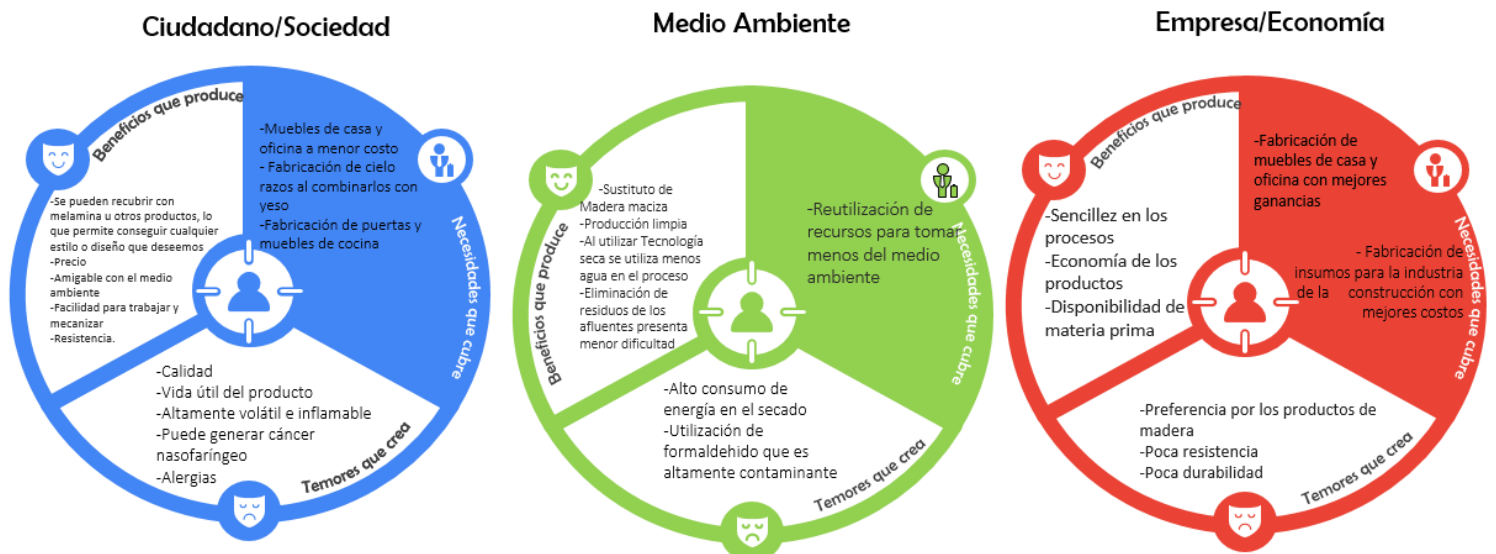 Ciudadano/Sociedad
Beneficios que produce
-Se pueden recubrir con
melamina u otros productos, lo
que permite conseguir cualquier
estilo o diseño que deseemos
-Precio
-Amigable con el medio
ambiente
-Facilidad para trabajar y
mecanizar
-Resistencia.
-Muebles de casa y
oficina a menor costo
- Fabricación de cielo
razos al combinarlos con
yeso
-Fabricación de puertas y
muebles de cocina
Necesidades que cubre
-Calidad
-Vida útil del producto
-Altamente volátil e inflamable
-Puede generar cáncer
nasofaríngeo
-Alergias
Temores que crea
Medio Ambiente
Beneficios que produce
-Sustituto de
Madera maciza
-Producción limpia
-Al utilizar Tecnología
seca se utiliza menos
agua en el proceso
-Eliminación de
residuos de los
afluentes presenta
menor dificultad
-Reutilización de
recursos para tomar
menos del medio
ambiente
Necesidades que cubre
-Alto consumo de
energía en el secado
-Utilización de
formaldehido que es
altamente contaminante
Temores que crea
Empresa/Economía
Beneficios que produce
-Sencillez en los
procesos
-Economía de los
productos
-Disponibilidad de
materia prima
-Fabricación de
muebles de casa y
oficina con mejores
ganancias
- Fabricación de
insumos para la industria
de la construcción con
mejores costos
Necesidades que cubre
-Preferencia por los productos de
madera
-Poca resistencia
-Poca durabilidad
Temores que crea